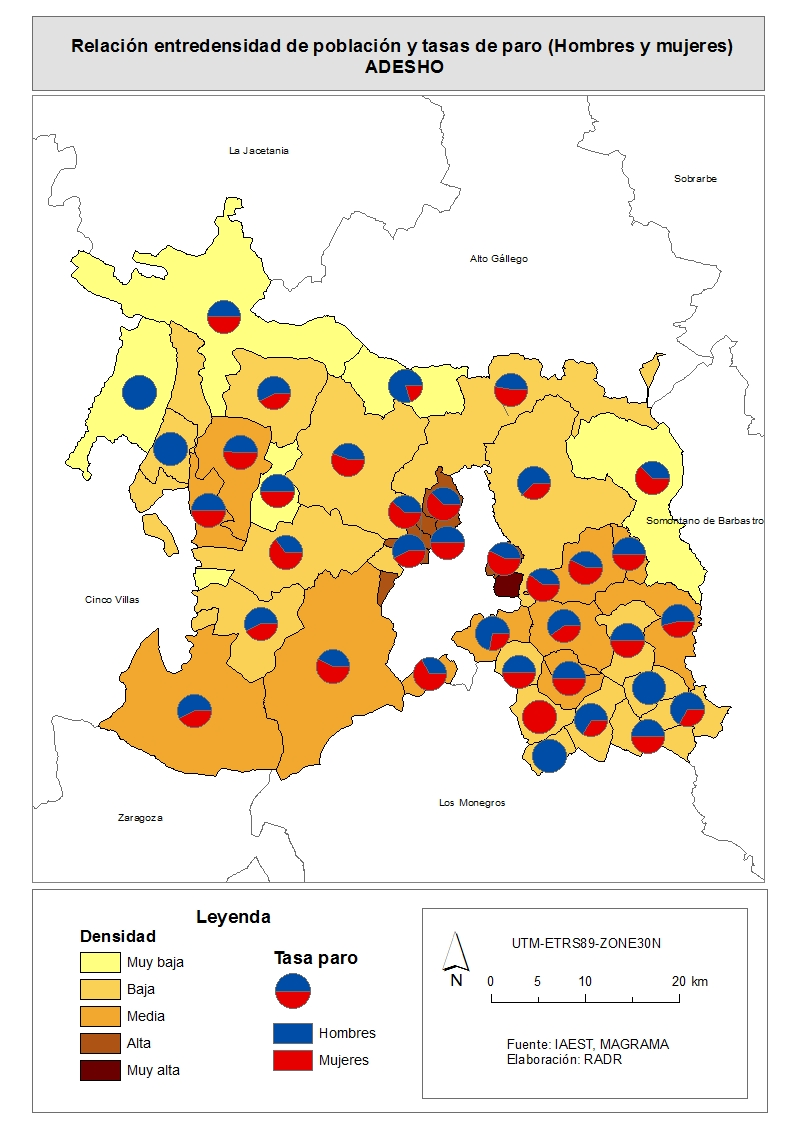 Relación entredensidad de población y tasas de paro (Hombres y mujeres)
ADESHO
La Jacetania
Sobrarbe
Alto Gállego
Somontano de Barbastro
Cinco Villas
Los Monegros
Zaragoza
Leyenda
Densidad
Muy baja
Baja
Media
Alta
Muy alta
Tasa paro
Hombres
Mujeres
UTM-ETRS89-ZONE30N
N
0 5 10 20 km
Fuente: IAEST, MAGRAMA
Elaboración: RADR